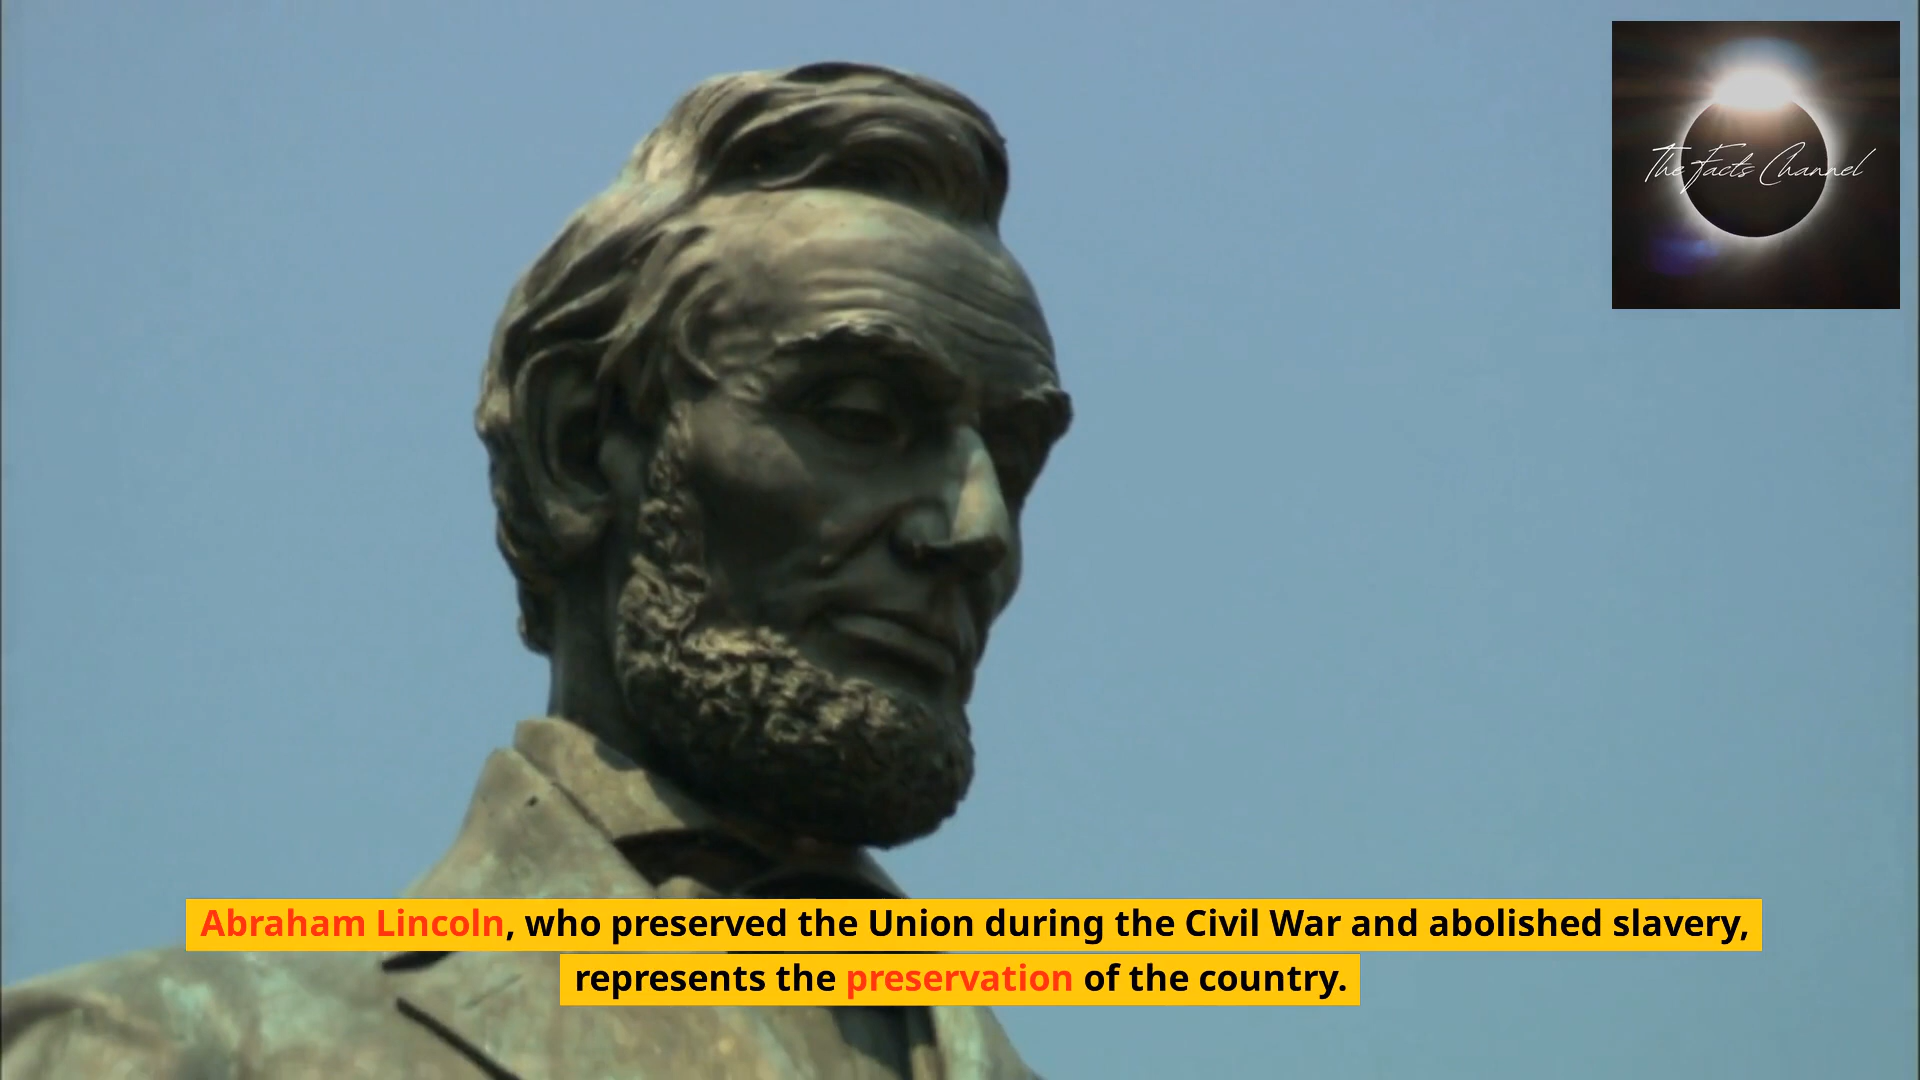 The Facts Channel
Abraham Lincoln, who preserved the Union during the Civil War and abolished slavery,
represents the preservation of the country.